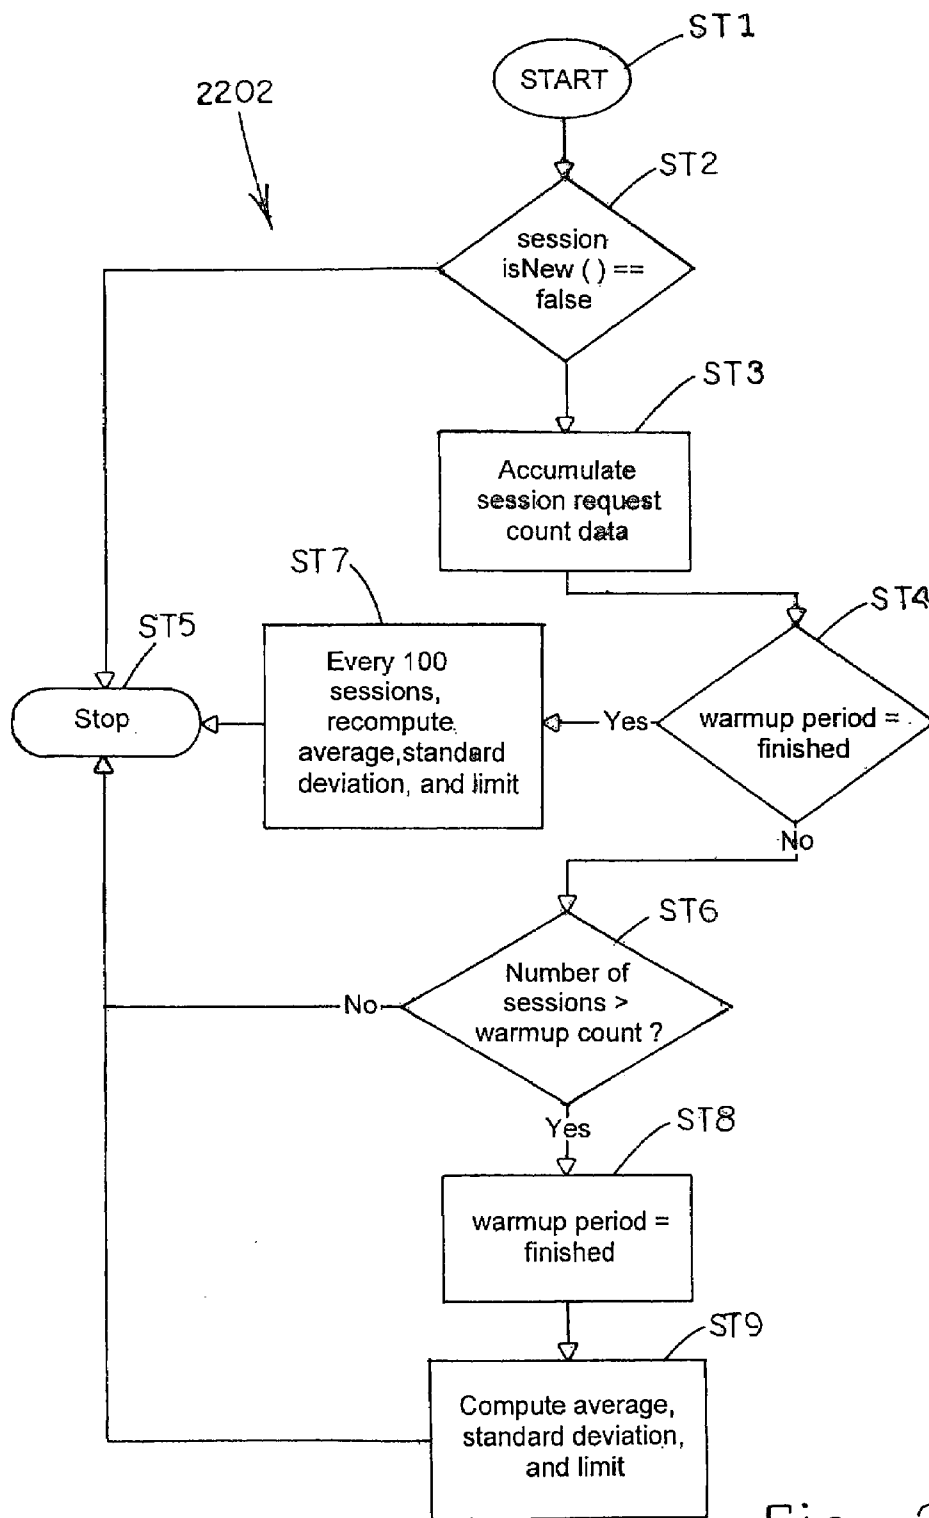 ST1
START
2202
ST2
session
isNew ( ) ==
false
ST3
Accumulate
session request
count data
ST7
ST4
ST5
Every 100
sessions,
recompute
average,standard
deviation, and limit
Stop
Yes
warmup period =
finished
No
ST6
Number of
sessions >
warmup count ?
No
Yes
ST8
warmup period =
finished
ST9
Compute average,
standard deviation,
and limit